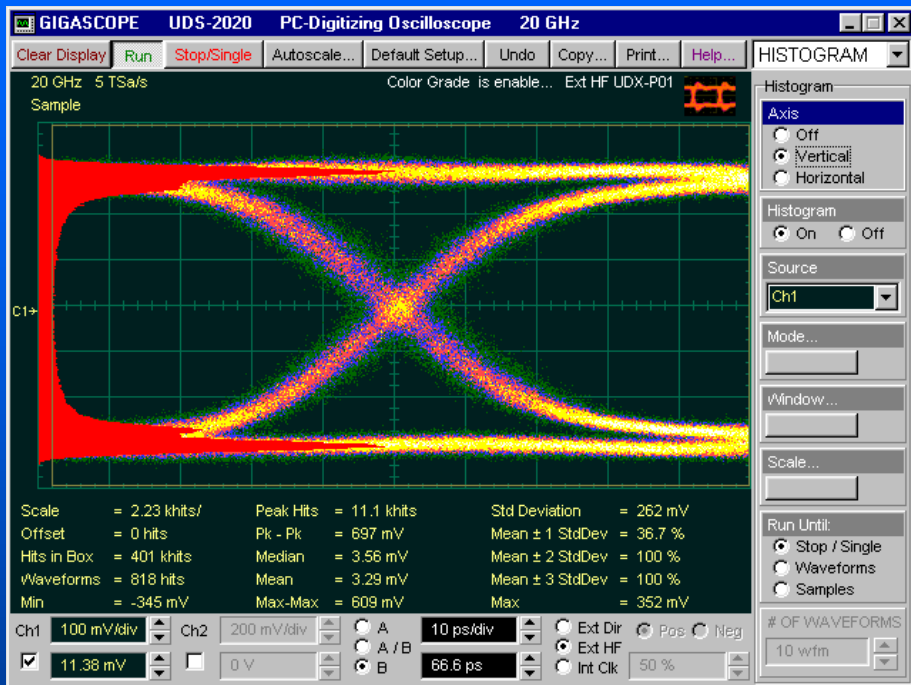 GIGASCOPE UDS-2020 PC-Digitizing Oscilloscope 20 GHz
Clear Display Run Stop/Single Autoscale... Default Setup... Undo Copy... Print... Help... HISTOGRAM
20 GHz 5 TSa/s Color Grade is enable... Ext HF UDX-P01
Sample
C1
Histogram
Axis
Off
Vertical
Horizontal
Histogram
On Off
Source
Ch1
Mode...
Window...
Scale...
Run Until:
Stop / Single
Waveforms
Samples
# OF WAVEFORMS
10 wfm
Scale = 2.23 khits/ Peak Hits = 11.1 khits Std Deviation = 262 mV
Offset = 0 hits Pk - Pk = 697 mV Mean ± 1 StdDev = 36.7 %
Hits in Box = 401 khits Median = 3.56 mV Mean ± 2 StdDev = 100 %
Waveforms = 818 hits Mean = 3.29 mV Mean ± 3 StdDev = 100 %
Min = -345 mV Max-Max = 609 mV Max = 352 mV
Ch1 100 mV/div Ch2 200 mV/div A 10 ps/div Ext Dir Pos Neg
A / B Ext HF
11.38 mV 0 V B 66.6 ps Int Clk 50 %